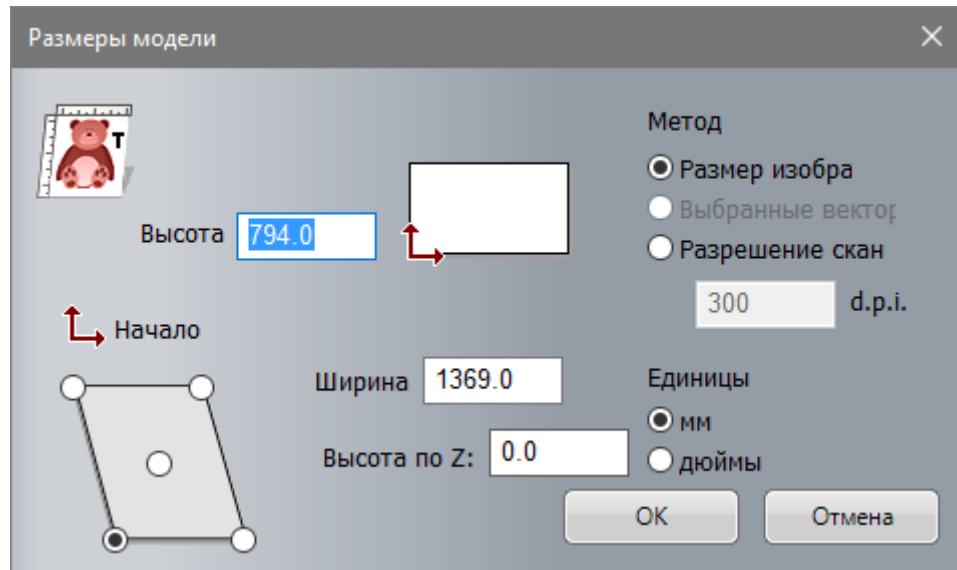 Размеры модели
Метод
Размер изобра
Выбранные вектор
Разрешение скан
300 d.p.i.
Высота 794.0
Начало
Ширина 1369.0
Высота по Z: 0.0
Единицы
мм
дюймы
OK Отмена
T